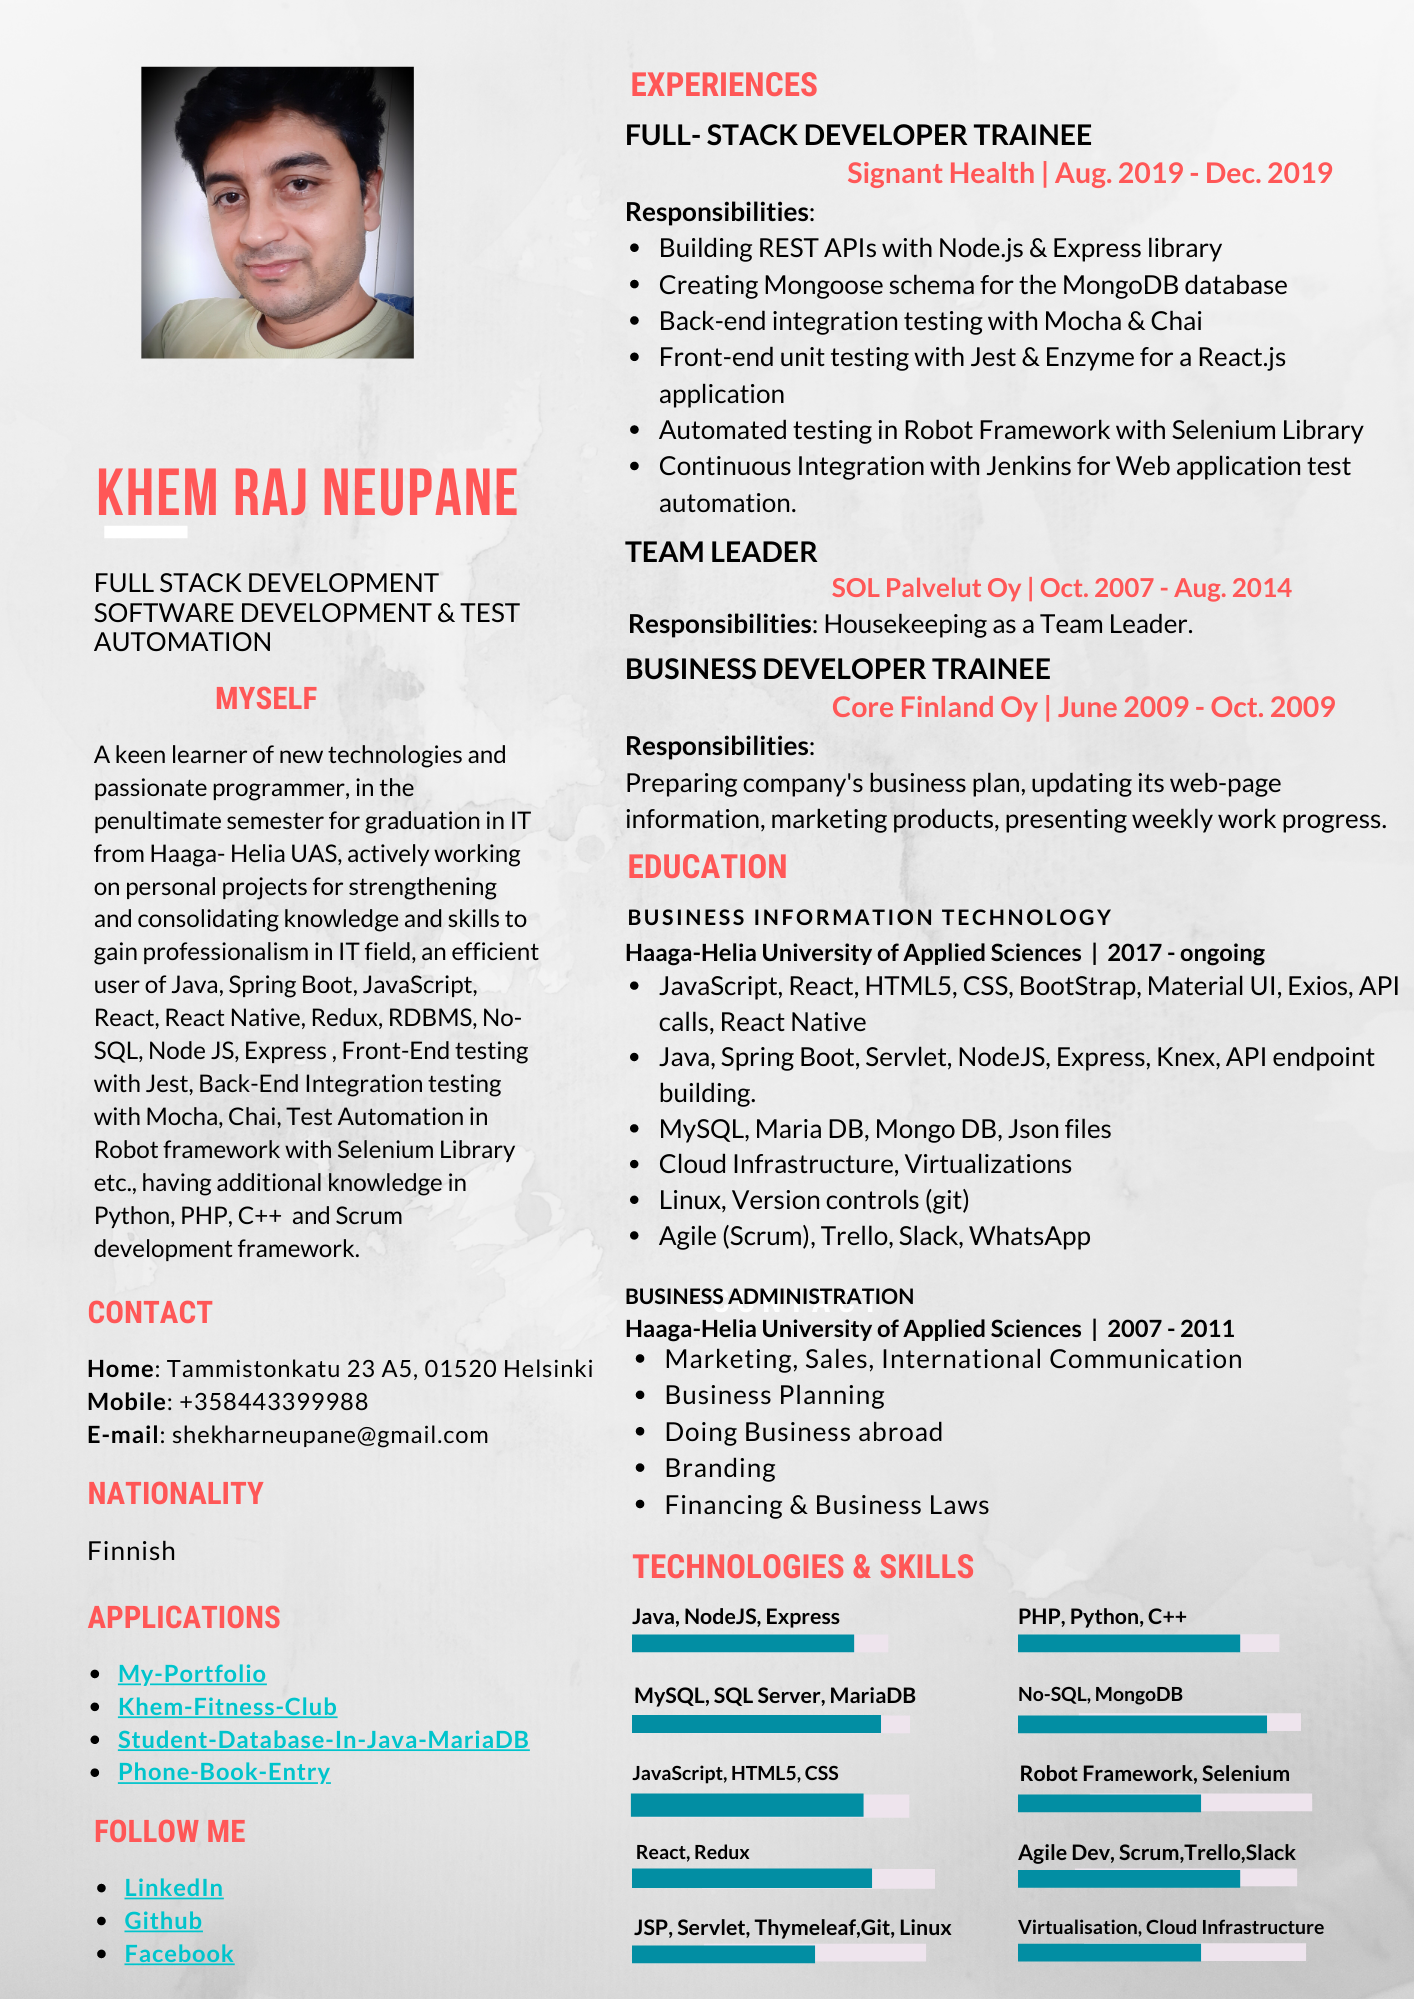 KHEM RAJ NEUPANE
FULL STACK DEVELOPMENT
SOFTWARE DEVELOPMENT & TEST
AUTOMATION
MYSELF
A keen learner of new technologies and
passionate programmer, in the
penultimate semester for graduation in IT
from Haaga- Helia UAS, actively working
on personal projects for strengthening
and consolidating knowledge and skills to
gain professionalism in IT field, an efficient
user of Java, Spring Boot, JavaScript,
React, React Native, Redux, RDBMS, No-
SQL, Node JS, Express , Front-End testing
with Jest, Back-End Integration testing
with Mocha, Chai, Test Automation in
Robot framework with Selenium Library
etc., having additional knowledge in
Python, PHP, C++ and Scrum
development framework.
CONTACT
Home: Tammistonkatu 23 A5, 01520 Helsinki
Mobile: +358443399988
E-mail: shekharneupane@gmail.com
NATIONALITY
Finnish
APPLICATIONS
• My-Portfolio
• Khem-Fitness-Club
• Student-Database-In-Java-MariaDB
• Phone-Book-Entry
FOLLOW ME
• LinkedIn
• Github
• Facebook
EXPERIENCES
FULL- STACK DEVELOPER TRAINEE
Signant Health | Aug. 2019 - Dec. 2019
Responsibilities:
• Building REST APIs with Node.js & Express library
• Creating Mongoose schema for the MongoDB database
• Back-end integration testing with Mocha & Chai
• Front-end unit testing with Jest & Enzyme for a React.js
application
• Automated testing in Robot Framework with Selenium Library
• Continuous Integration with Jenkins for Web application test
automation.
TEAM LEADER
SOL Palvelut Oy | Oct. 2007 - Aug. 2014
Responsibilities: Housekeeping as a Team Leader.
BUSINESS DEVELOPER TRAINEE
Core Finland Oy | June 2009 - Oct. 2009
Responsibilities:
Preparing company's business plan, updating its web-page
information, marketing products, presenting weekly work progress.
EDUCATION
BUSINESS INFORMATION TECHNOLOGY
Haaga-Helia University of Applied Sciences | 2017 - ongoing
• JavaScript, React, HTML5, CSS, BootStrap, Material UI, Exios, API
calls, React Native
• Java, Spring Boot, Servlet, NodeJS, Express, Knex, API endpoint
building.
• MySQL, Maria DB, Mongo DB, Json files
• Cloud Infrastructure, Virtualizations
• Linux, Version controls (git)
• Agile (Scrum), Trello, Slack, WhatsApp
BUSINESS ADMINISTRATION
CONTACT
Haaga-Helia University of Applied Sciences | 2007 - 2011
• Marketing, Sales, International Communication
• Business Planning
• Doing Business abroad
• Branding
• Financing & Business Laws
TECHNOLOGIES & SKILLS
Java, NodeJS, Express
PHP, Python, C++
MySQL, SQL Server, MariaDB
No-SQL, MongoDB
JavaScript, HTML5, CSS
Robot Framework, Selenium
React, Redux
Agile Dev, Scrum,Trello,Slack
JSP, Servlet, Thymeleaf,Git, Linux
Virtualisation, Cloud Infrastructure